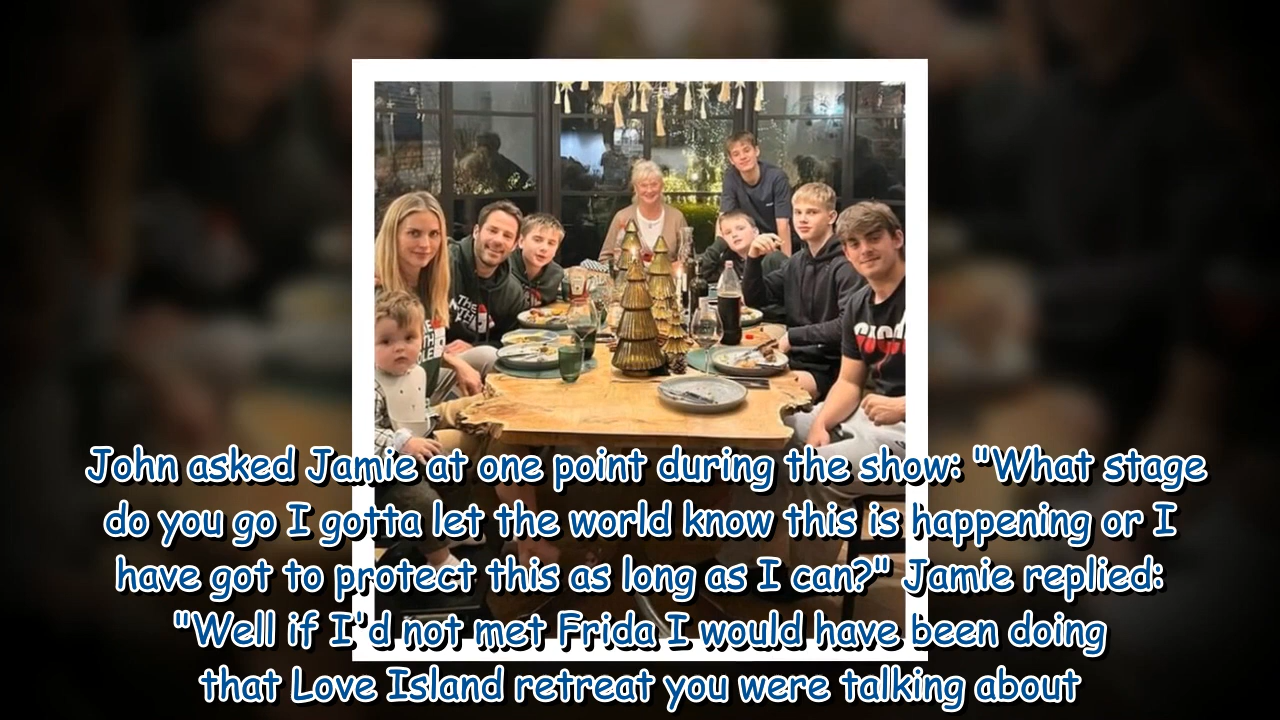 John asked Jamie at one point during the show: "What stage
do you go I gotta let the world know this is happening or I
have got to protect this as long as I can?" Jamie replied:
"Well if I'd not met Frida I would have been doing
that Love Island retreat you were talking about
THE